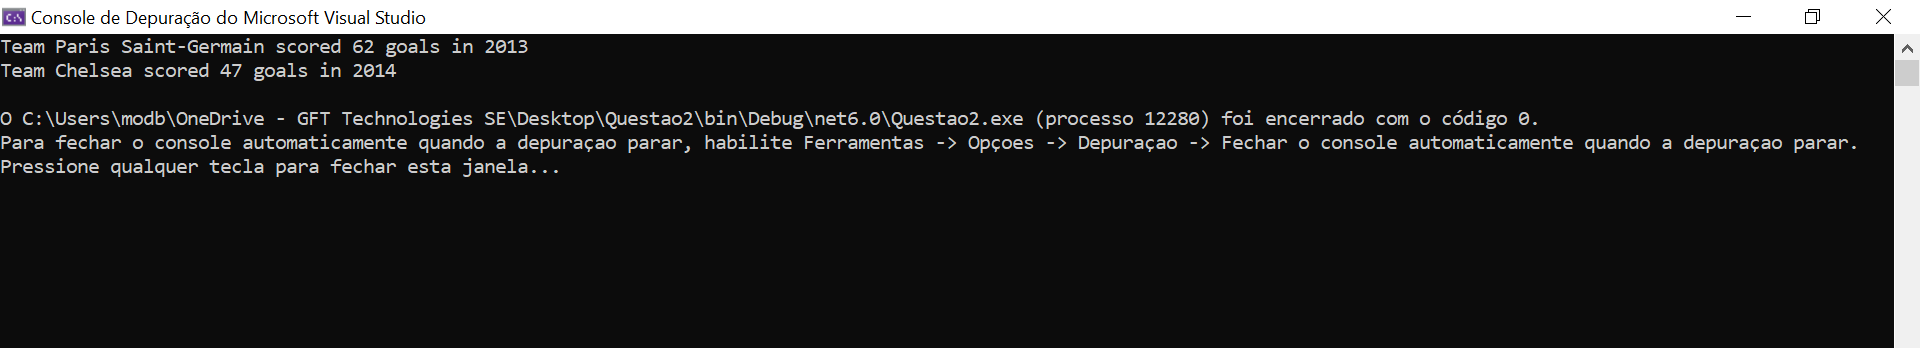 Console de Depuração do Microsoft Visual Studio
Team Paris Saint-Germain scored 62 goals in 2013
Team Chelsea scored 47 goals in 2014
O C:\Users\modb\OneDrive - GFT Technologies SE\Desktop\Questao2\bin\Debug\net6.0\Questao2.exe (processo 12280) foi encerrado com o código 0.
Para fechar o console automaticamente quando a depuraçao parar, habilite Ferramentas -> Opçoes -> Depuraçao -> Fechar o console automaticamente quando a depuraçao parar.
Pressione qualquer tecla para fechar esta janela...